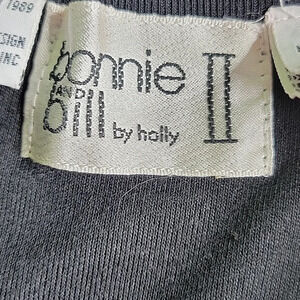 1989
ESIGN
INC
bonnie
AND
bill II
by holly